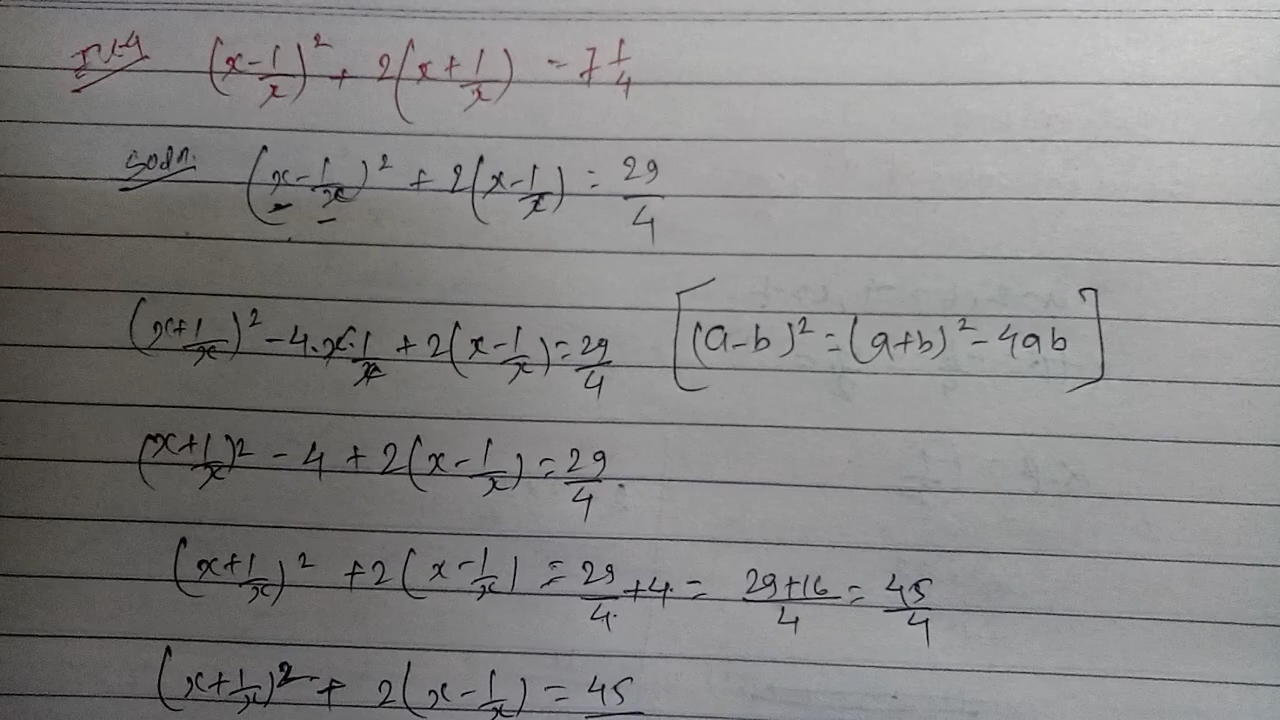 (x-1/x)² + 2(x+1/x) = 7 1/4
Soln. (x-1/x)² + 2(x-1/x) = 29/4
(x+1/x)² - 4.x.1/x + 2(x-1/x) = 29/4 [(a-b)² = (a+b)² - 4ab]
(x+1/x)² - 4 + 2(x-1/x) = 29/4.
(x+1/x)² + 2(x-1/x) = 29/4 + 4 = 29+16/4 = 45/4
(x+1/x)² + 2(x-1/x) = 45